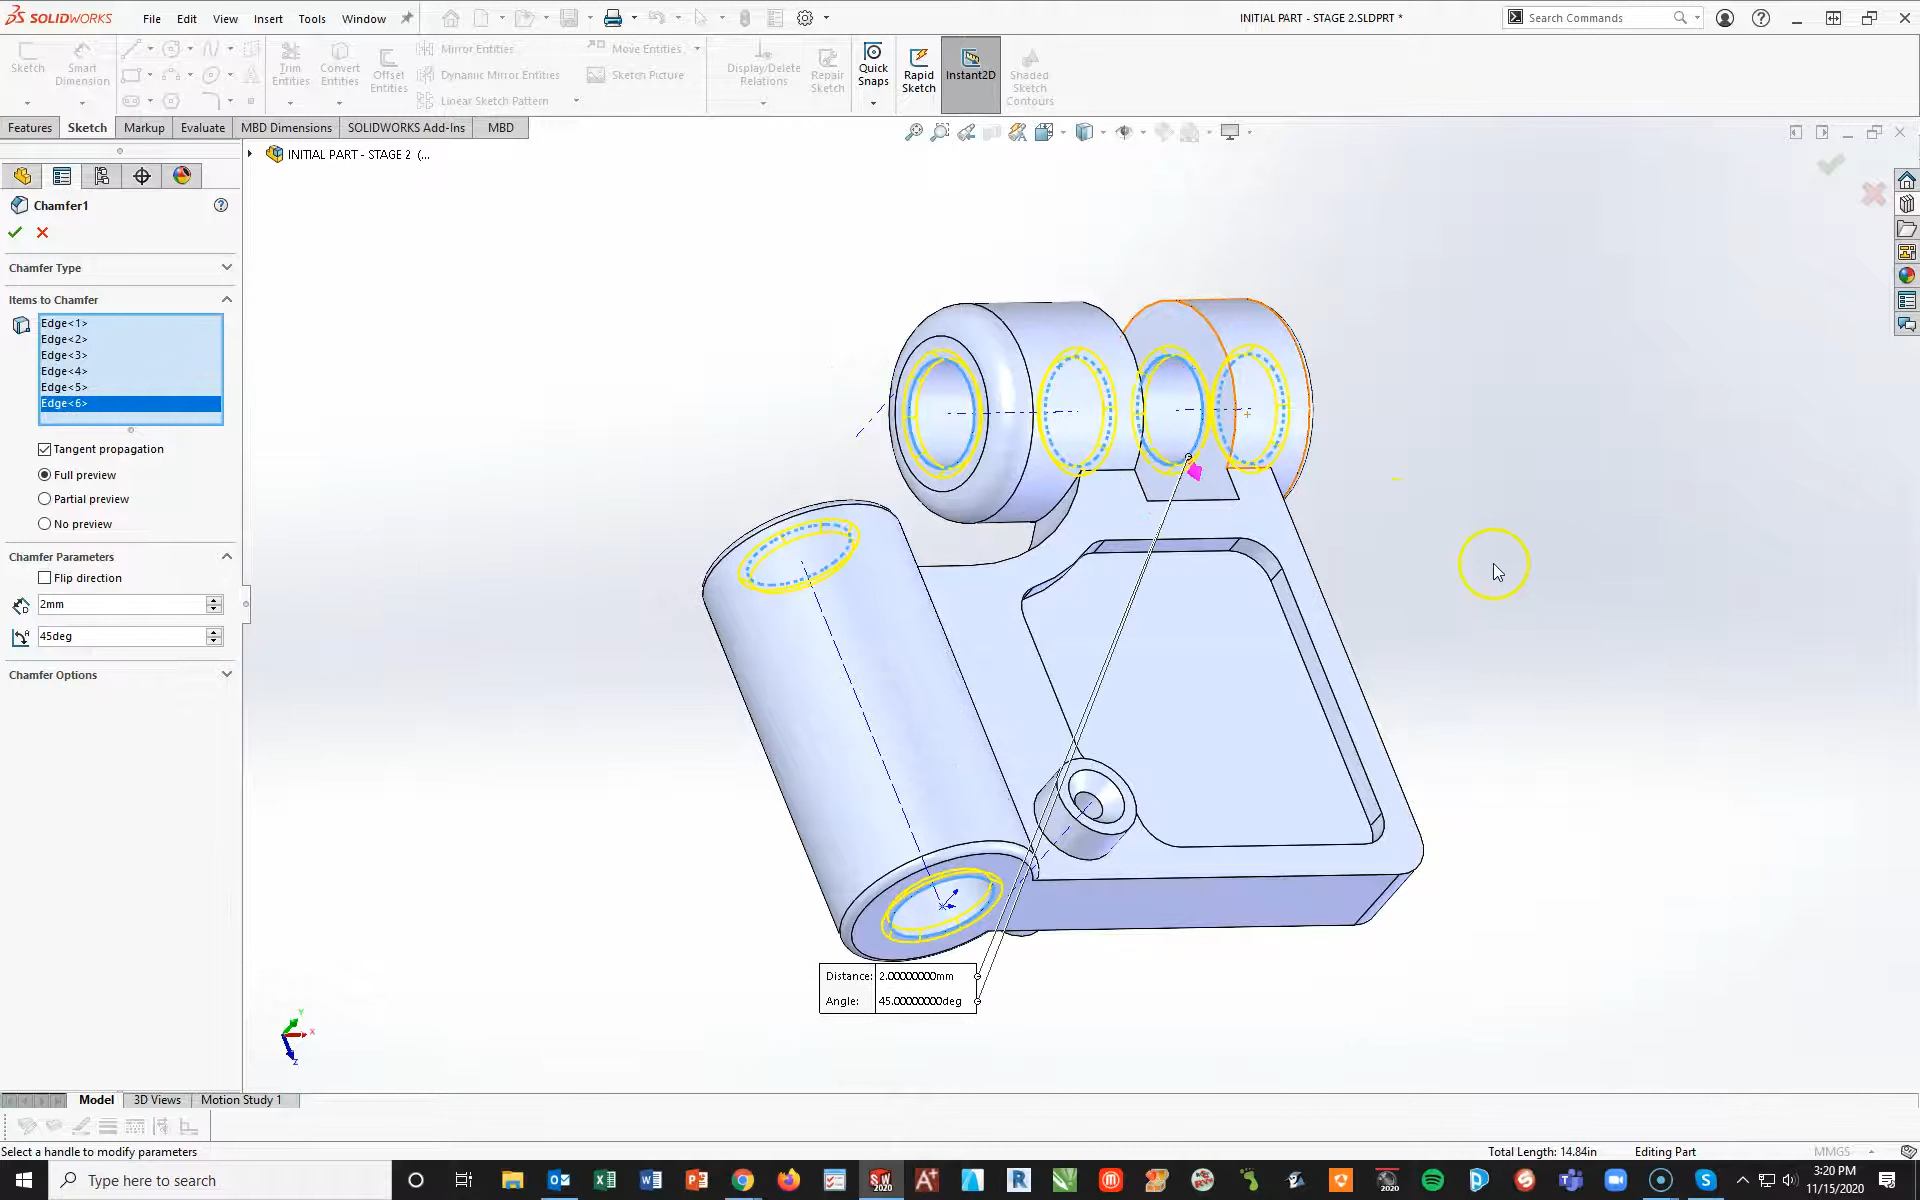 SOLIDWORKS File Edit View Insert Tools Window INITIAL PART - STAGE 2.SLDPRT * Search Commands
Sketch Smart Dimension Trim Entities Convert Entities Offset Entities Mirror Entities Dynamic Mirror Entities Linear Sketch Pattern Move Entities Sketch Picture Display/Delete Relations Repair Sketch Quick Snaps Rapid Sketch Instant2D Shaded Sketch Contours
Features Sketch Markup Evaluate MBD Dimensions SOLIDWORKS Add-Ins MBD
INITIAL PART - STAGE 2 (...
Chamfer1
Chamfer Type
Items to Chamfer
Edge<1>
Edge<2>
Edge<3>
Edge<4>
Edge<5>
Edge<6>
Tangent propagation
Full preview
Partial preview
No preview
Chamfer Parameters
Flip direction
2mm
45deg
Chamfer Options
Distance: 2.00000000mm
Angle: 45.00000000deg
Y
X
Z
Model 3D Views Motion Study 1
Select a handle to modify parameters Total Length: 14.84in Editing Part MMGS
Type here to search
3:20 PM
11/15/2020